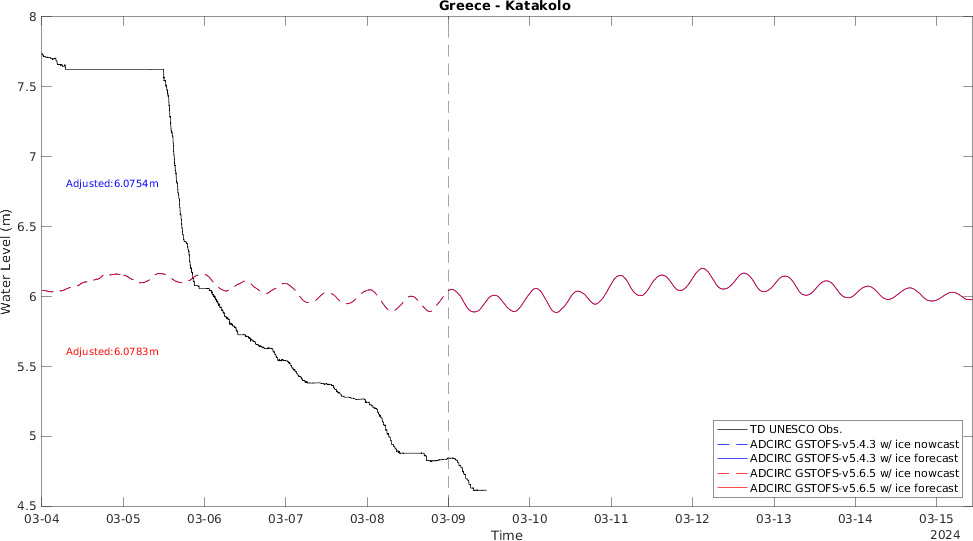 Greece - Katakolo
8
7.5
7
6.5
6
5.5
5
4.5
Water Level (m)
Adjusted:6.0754m
Adjusted:6.0783m
TD UNESCO Obs.
ADCIRC GSTOFS-v5.4.3 w/ ice nowcast
ADCIRC GSTOFS-v5.4.3 w/ ice forecast
ADCIRC GSTOFS-v5.6.5 w/ ice nowcast
ADCIRC GSTOFS-v5.6.5 w/ ice forecast
03-04 03-05 03-06 03-07 03-08 03-09 03-10 03-11 03-12 03-13 03-14 03-15
Time
2024